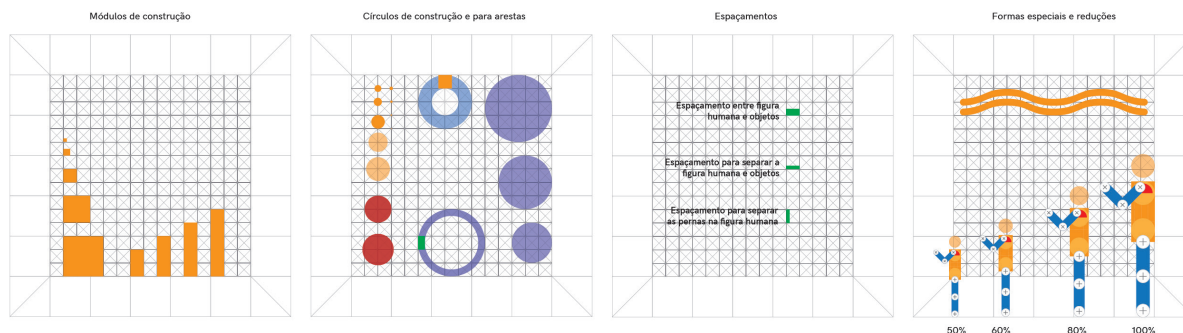 Módulos de construção
Círculos de construção e para arestas
Espaçamentos
Formas especiais e reduções
Espaçamento entre figura
humana e objetos
Espaçamento para separar a
figura humana e objetos
Espaçamento para separar
as pernas na figura humana
50%
60%
80%
100%